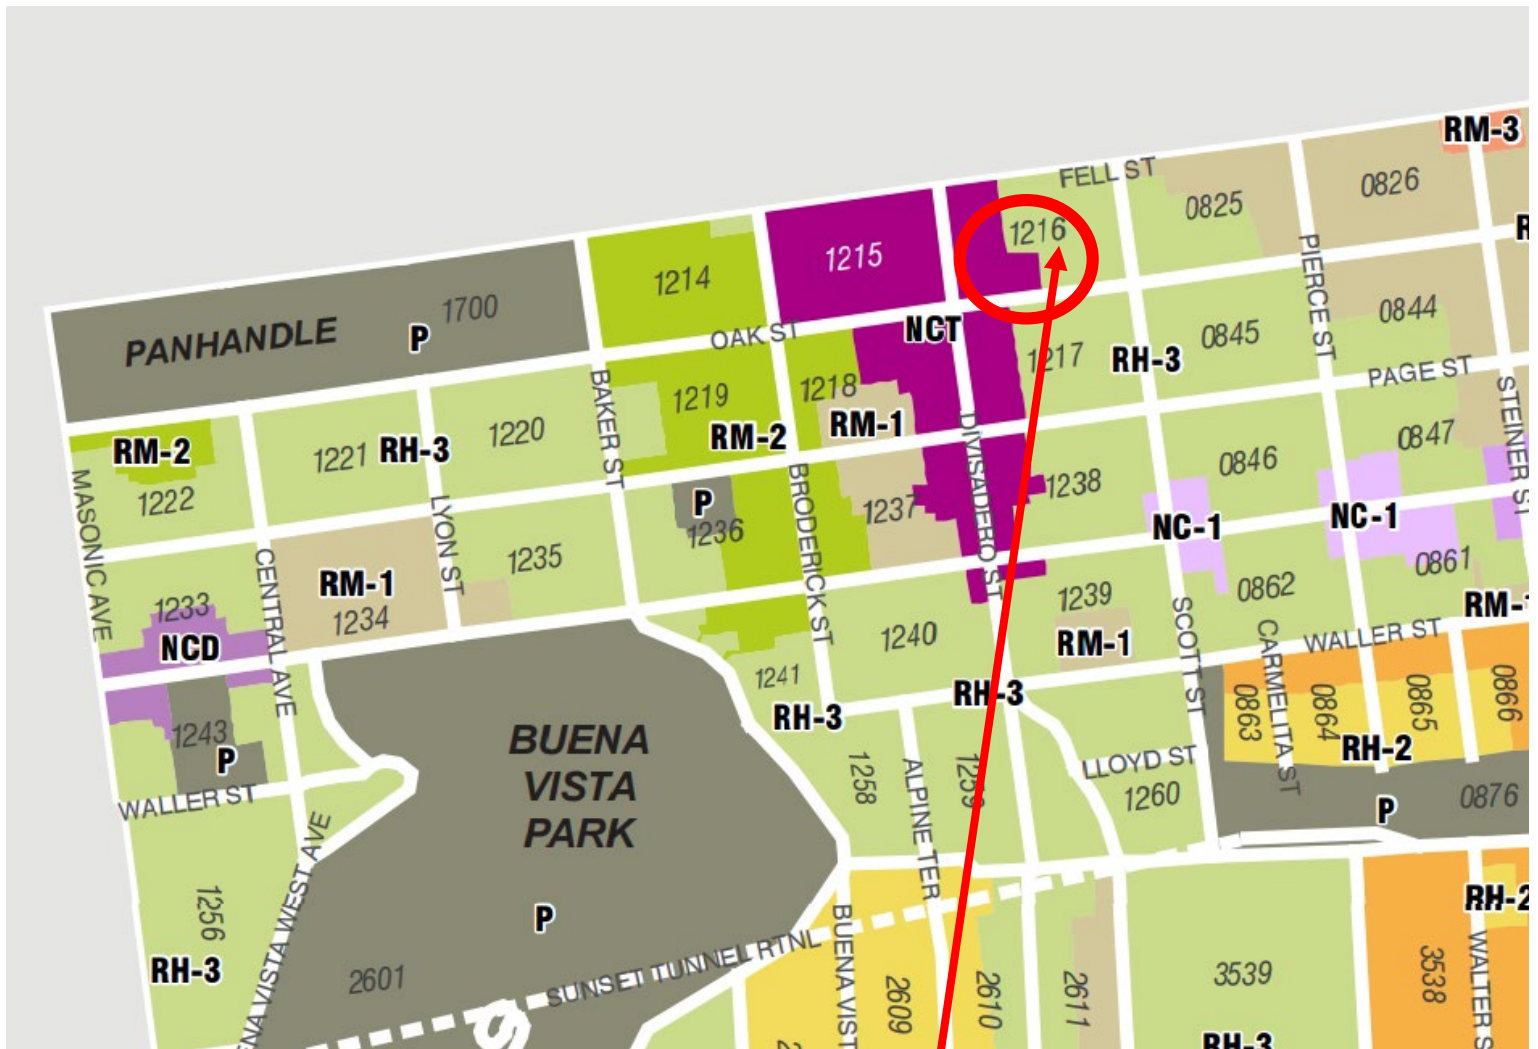 RM-3
FELL ST
0826
0825
1216
1215
1214
1700
PANHANDLE
P
OAK ST
NCT
PIERCE ST
0844
0845
RH-3
1217
PAGE ST
1218
1219
BAKER ST
RM-1
RM-2
1220
RH-3
1221
RM-2
1222
MASONIC AVE
LYON ST
P
1236
BRODERICK ST
1237
DIVISADERO ST
1238
0846
0847
STEINER ST
NC-1
NC-1
1235
CENTRAL AVE
RM-1
1234
1233
NCD
1239
RM-1
1240
SCOTT ST
0862
0861
WALLER ST
CARMELITA ST
1241
RH-3
RH-3
0863
0864
0865
0866
RH-2
1243
P
BUENA
VISTA
PARK
WALLER ST
1258
ALPINE TER
1259
LLOYD ST
1260
P
0876
1256
RH-3
P
2601
SUNSET TUNNEL RTNL
2609
2610
2611
3539
3538
RH-2
RH-3